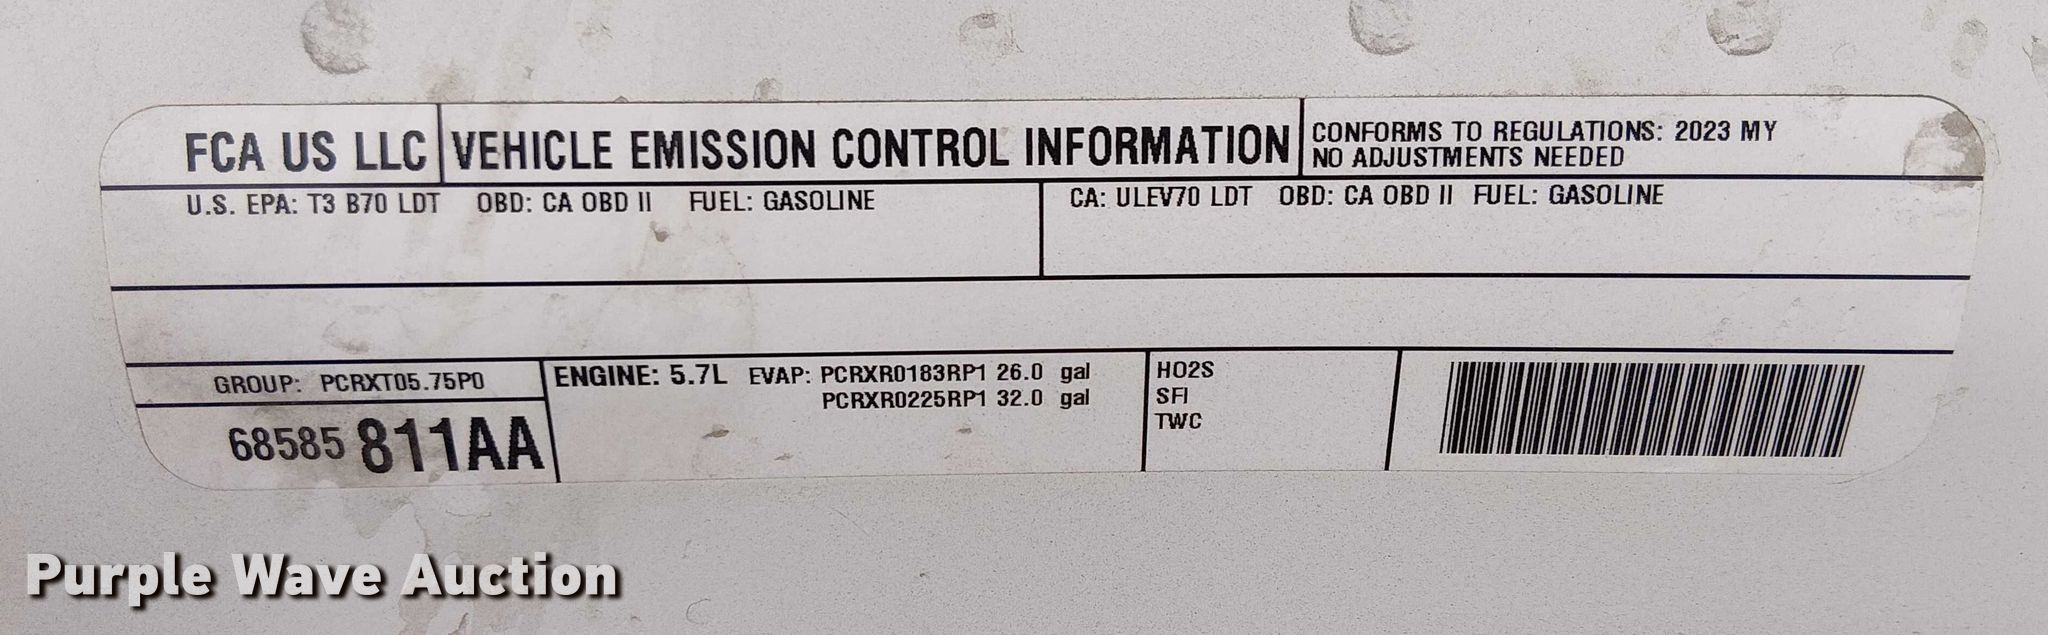 FCA US LLC VEHICLE EMISSION CONTROL INFORMATION
CONFORMS TO REGULATIONS: 2023 MY
NO ADJUSTMENTS NEEDED
U.S. EPA: T3 B70 LDT OBD: CA OBD II FUEL: GASOLINE
CA: ULEV70 LDT OBD: CA OBD II FUEL: GASOLINE
GROUP: PCRXT05.75P0
68585 811AA
ENGINE: 5.7L EVAP: PCRXR0183RP1 26.0 gal
PCRXR0225RP1 32.0 gal
HO2S
SFI
TWC
Purple Wave Auction